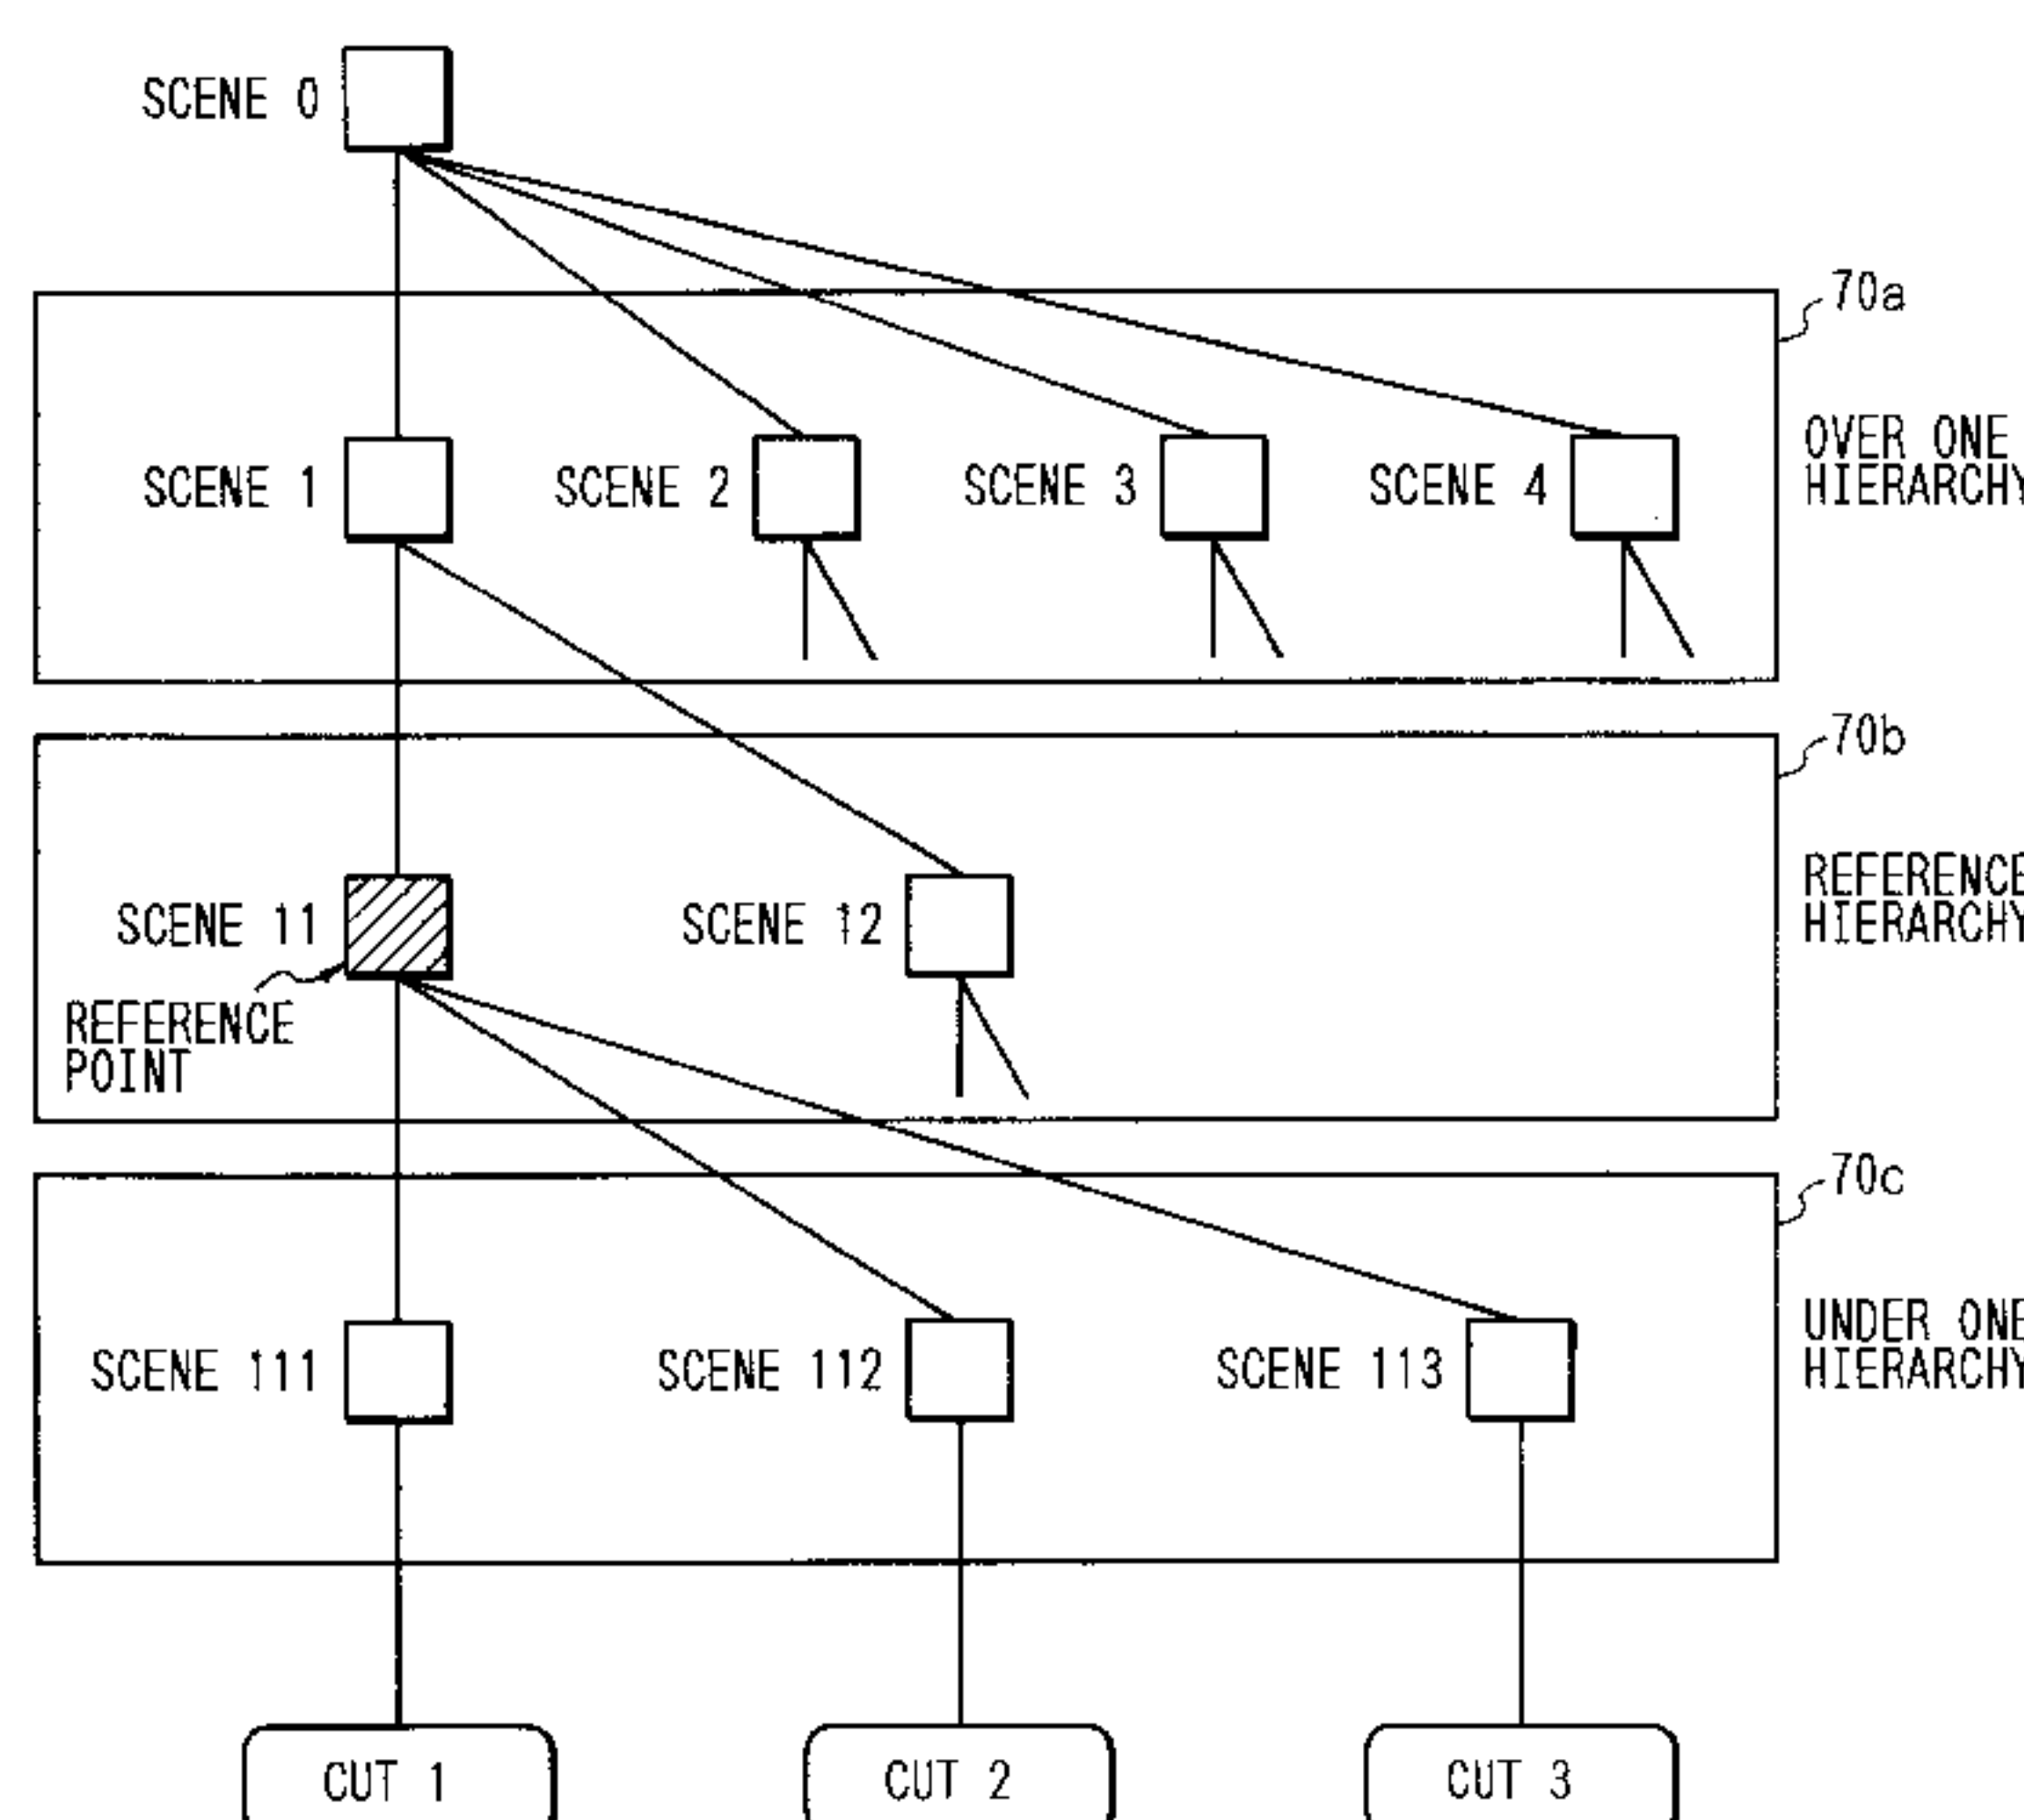 SCENE 0
70a
SCENE 1
SCENE 2
SCENE 3
SCENE 4
OVER ONE
HIERARCHY
70b
SCENE 11
SCENE 12
REFERENCE
HIERARCHY
REFERENCE
POINT
70c
SCENE 111
SCENE 112
SCENE 113
UNDER ONE
HIERARCHY
CUT 1
CUT 2
CUT 3